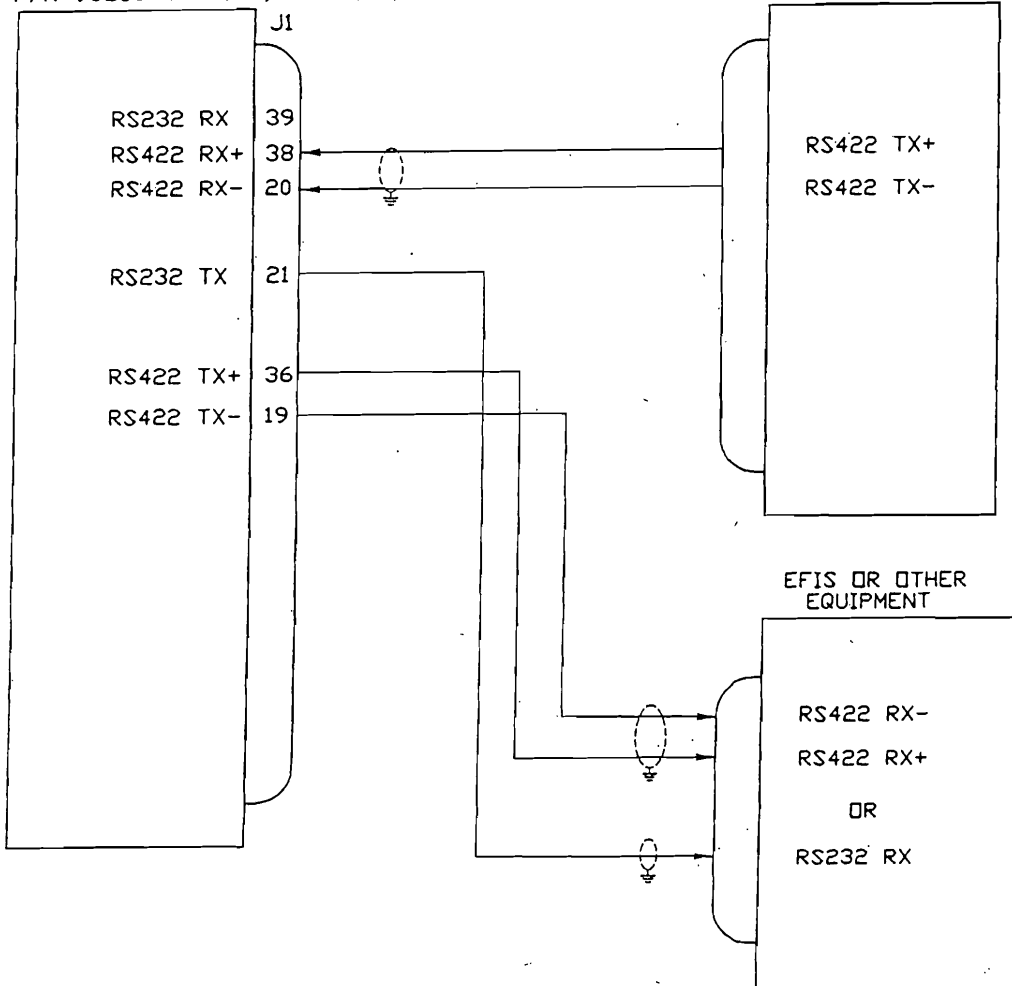 J1
RS232 RX 39
RS422 RX+ 38
RS422 RX- 20
RS232 TX 21
RS422 TX+ 36
RS422 TX- 19
RS422 TX+
RS422 TX-
EFIS OR OTHER
EQUIPMENT
RS422 RX-
RS422 RX+
OR
RS232 RX